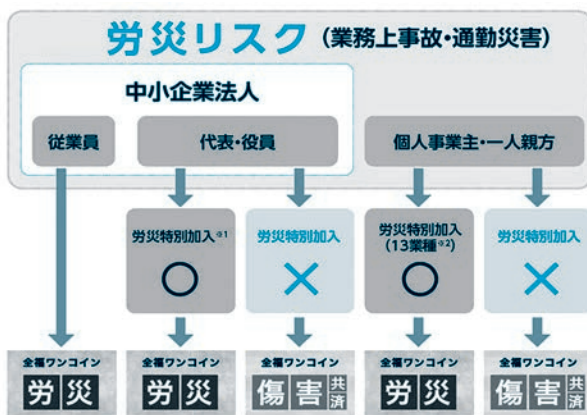 労災リスク（業務上事故・通勤災害）
中小企業法人
従業員
代表・役員
個人事業主・一人親方
労災特別加入※1
労災特別加入
労災特別加入
(13業種※2)
労災特別加入
全福ワンコイン
労災
全福ワンコイン
労災
全福ワンコイン
傷害共済
全福ワンコイン
労災
全福ワンコイン
傷害共済